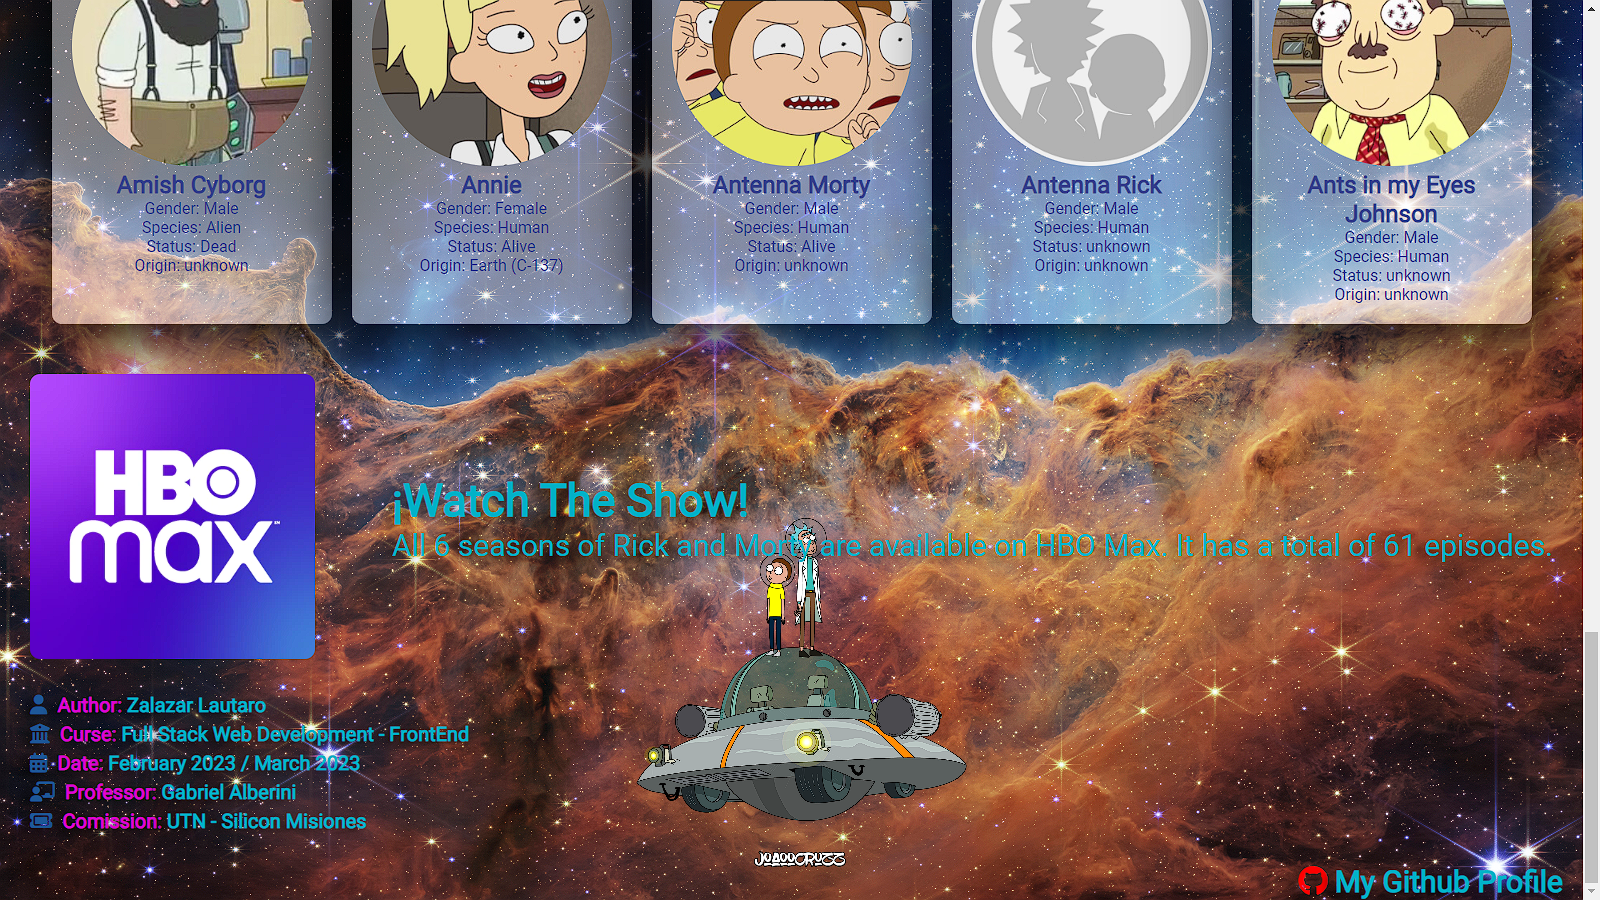 Amish Cyborg
Gender: Male
Species: Alien
Status: Dead
Origin: unknown
Annie
Gender: Female
Species: Human
Status: Alive
Origin: Earth (C-137)
Antenna Morty
Gender: Male
Species: Human
Status: Alive
Origin: unknown
Antenna Rick
Gender: Male
Species: Human
Status: unknown
Origin: unknown
Ants in my Eyes
Johnson
Gender: Male
Species: Human
Status: unknown
Origin: unknown
HBO
max
¡Watch The Show!
All 6 seasons of Rick and Morty are available on HBO Max. It has a total of 61 episodes.
Author: Zalazar Lautaro
Curse: Full Stack Web Development - FrontEnd
Date: February 2023 / March 2023
Professor: Gabriel Alberini
Comission: UTN - Silicon Misiones
My Github Profile